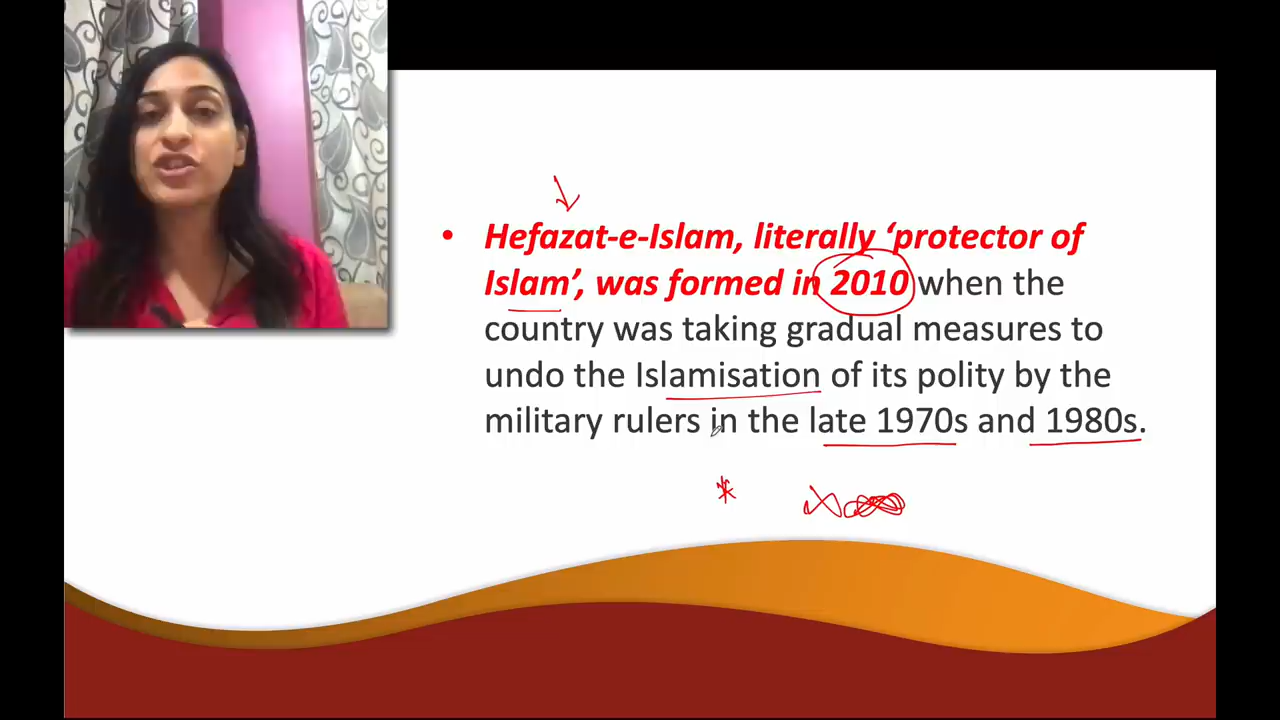 • Hefazat-e-Islam, literally ‘protector of
Islam’, was formed in 2010 when the
country was taking gradual measures to
undo the Islamisation of its polity by the
military rulers in the late 1970s and 1980s.